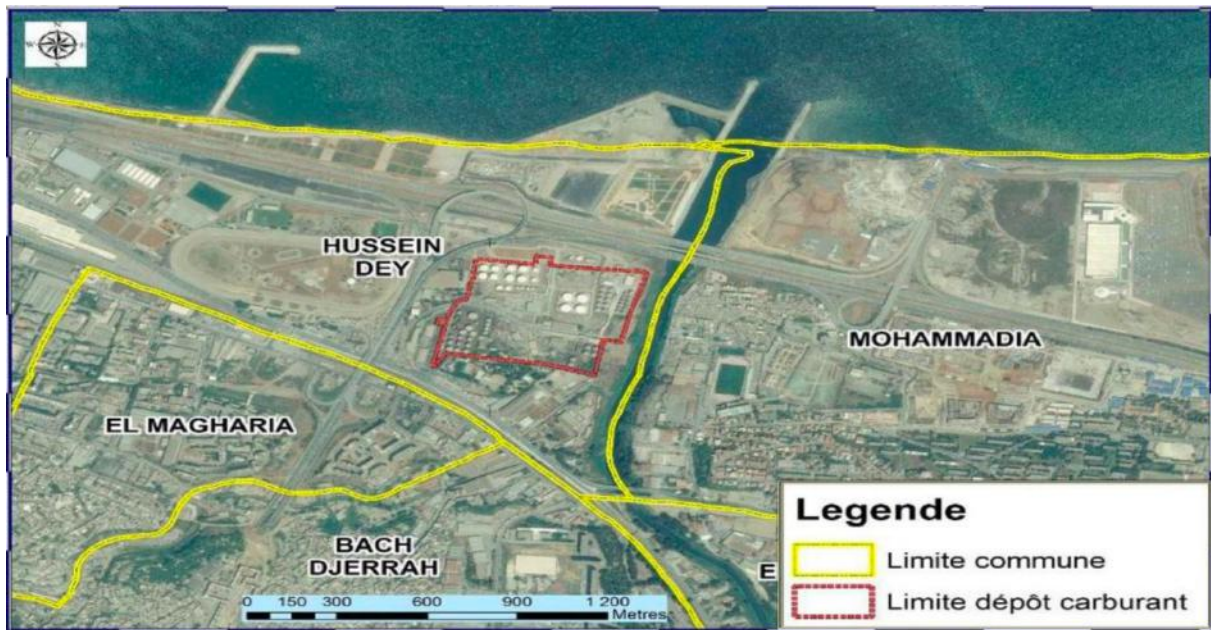 N
W
E
S
HUSSEIN
DEY
MOHAMMADIA
EL MAGHARIA
BACH
DJERRAH
E
Legende
Limite commune
Limite dépôt carburant
0 150 300 600 900 1 200
Metres